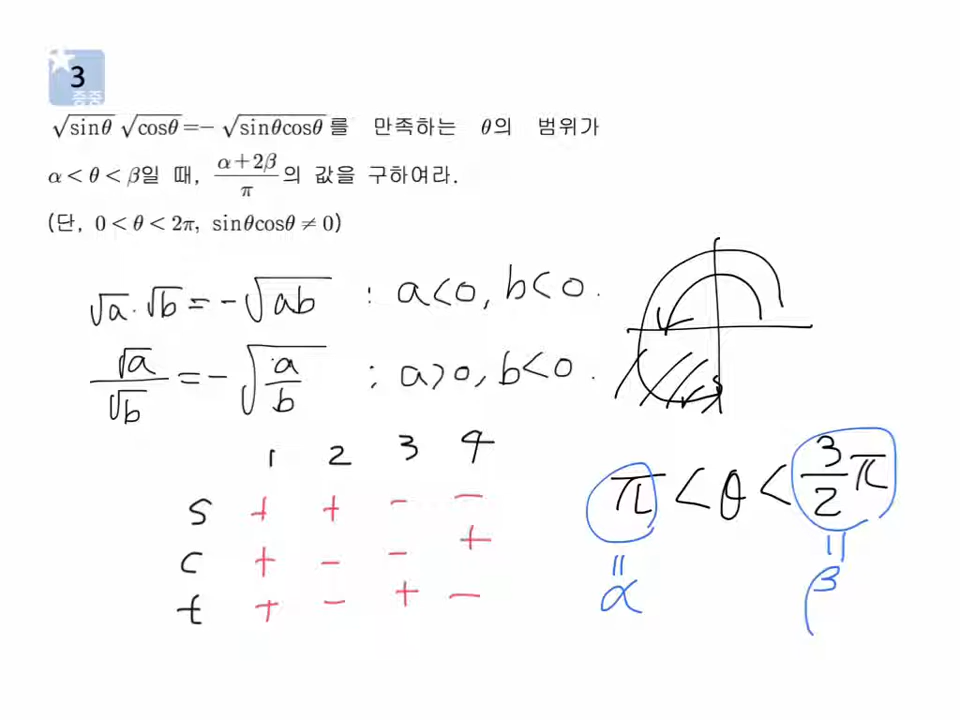 3
중중
√sinθ √cosθ = -√sinθcosθ 를 만족하는 θ의 범위가
α < θ < β일 때, (α+2β)/π 의 값을 구하여라.
(단, 0 < θ < 2π, sinθcosθ ≠ 0)
√a · √b = -√ab : a<0, b<0.
√a/√b = -√(a/b) : a>0, b<0.
1 2 3 4
s + + - -
c + - - +
t + - + -
π < θ < 3/2 π
= =
α β